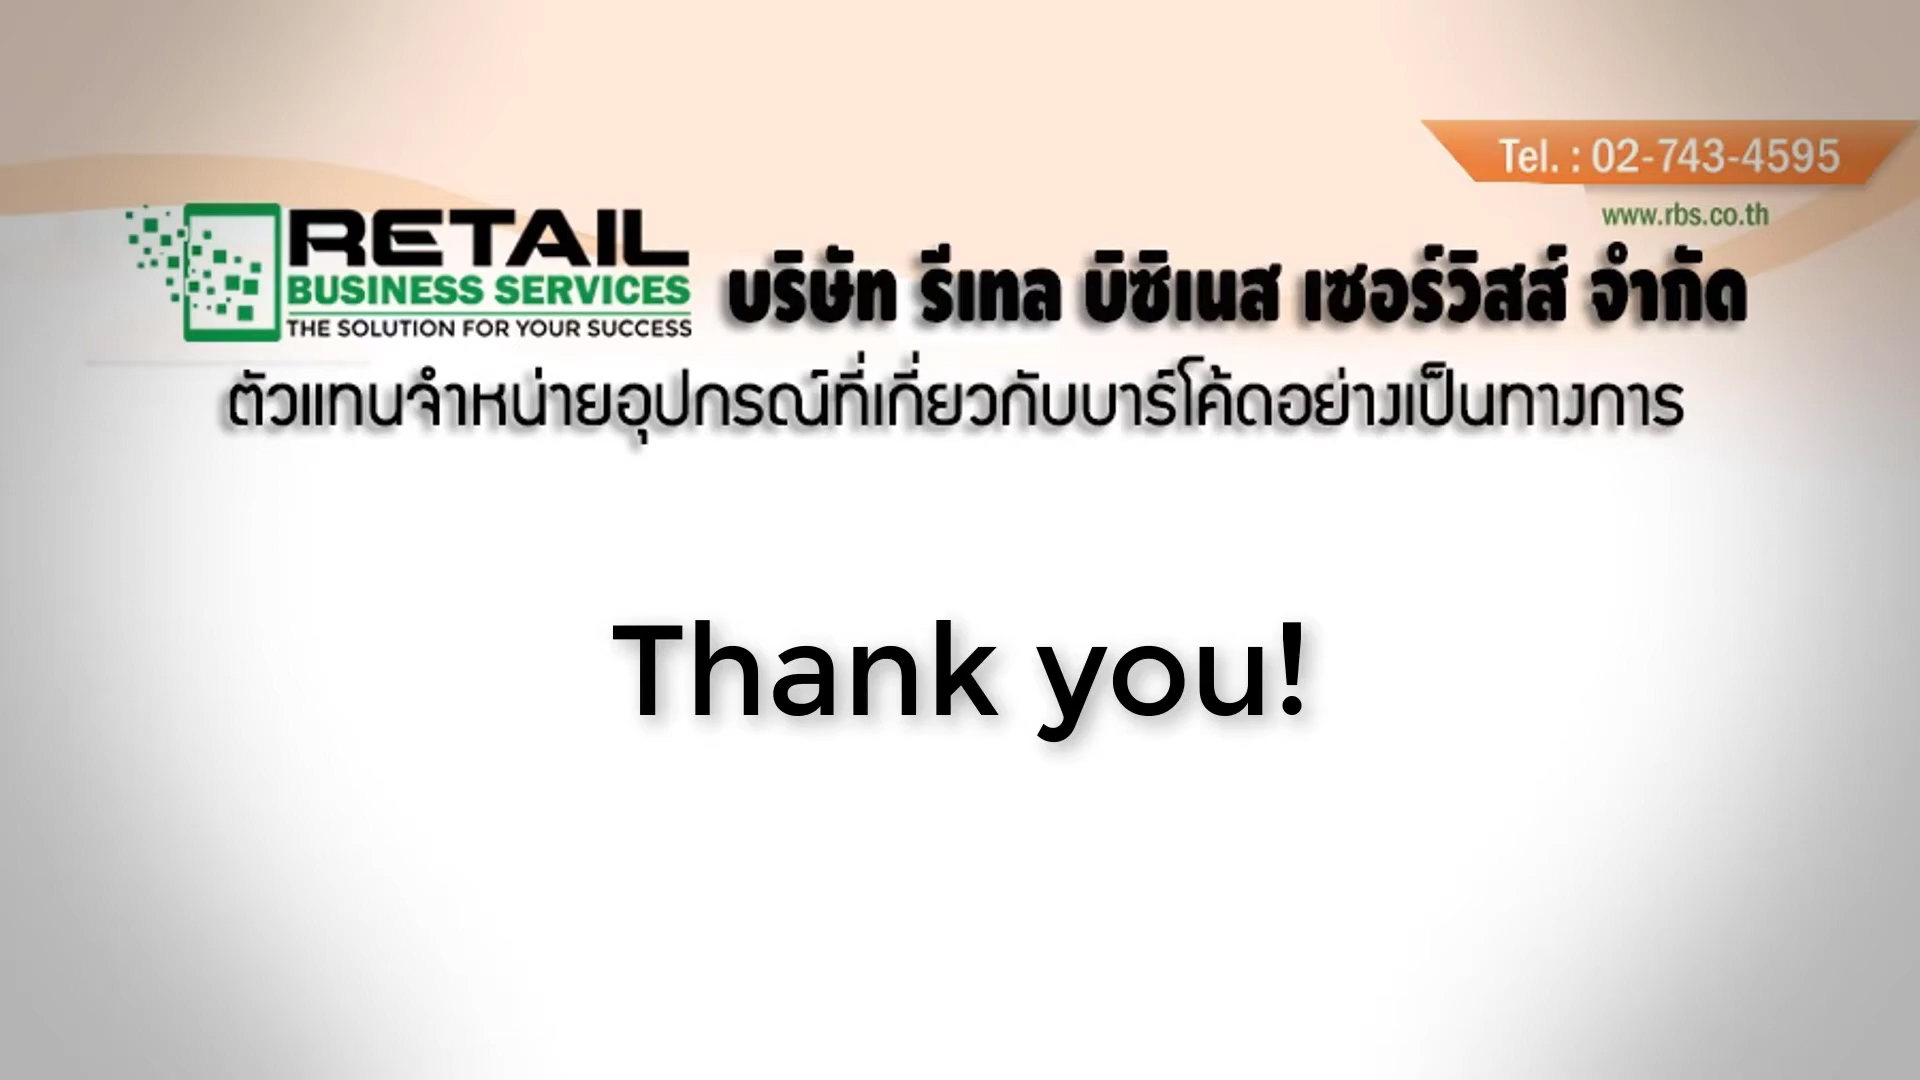 Tel. : 02-743-4595
www.rbs.co.th
RETAIL
BUSINESS SERVICES
THE SOLUTION FOR YOUR SUCCESS
บริษัท รีเทล บิซิเนส เซอร์วิสส์ จำกัด
ตัวแทนจำหน่ายอุปกรณ์ที่เกี่ยวกับบาร์โค้ดอย่างเป็นทางการ
Thank you!